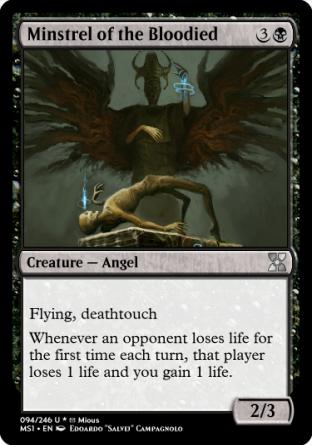 Minstrel of the Bloodied 3
Creature — Angel
Flying, deathtouch
Whenever an opponent loses life for
the first time each turn, that player
loses 1 life and you gain 1 life.
094/246 U * Mious
MS1 • EN Edoardo "Salvei" Campagnolo
2/3